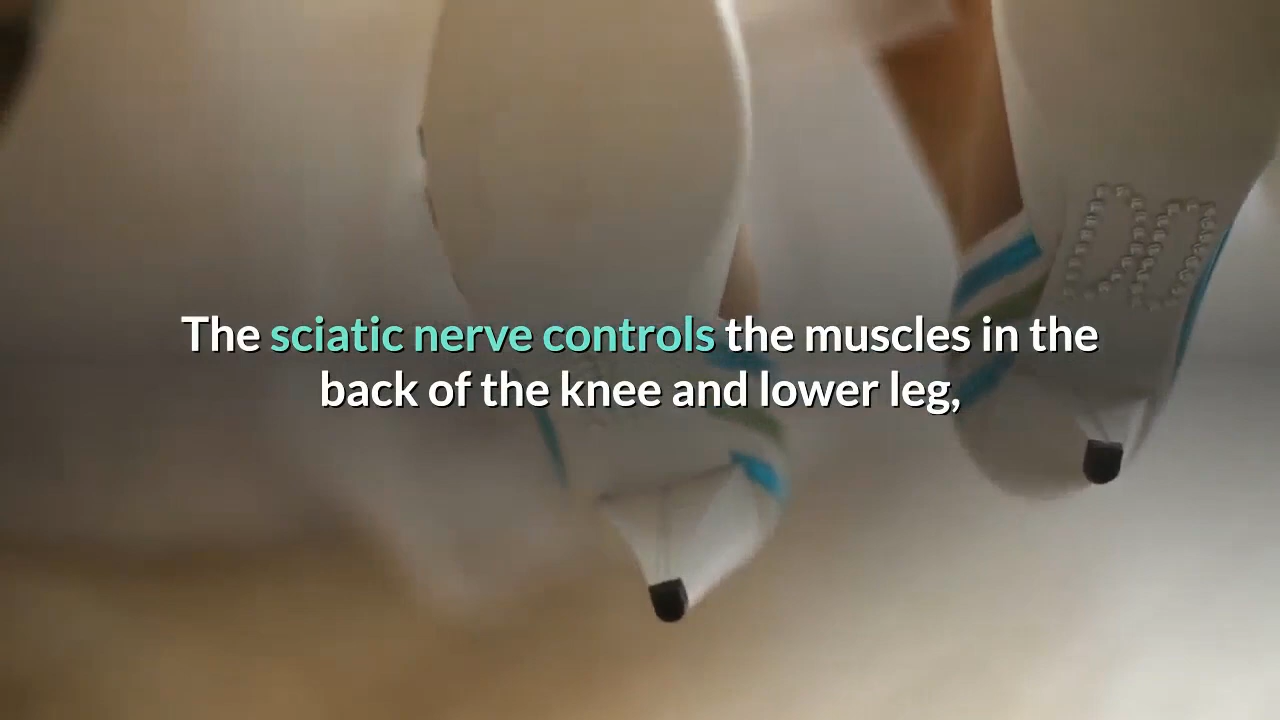 The sciatic nerve controls the muscles in the
back of the knee and lower leg,